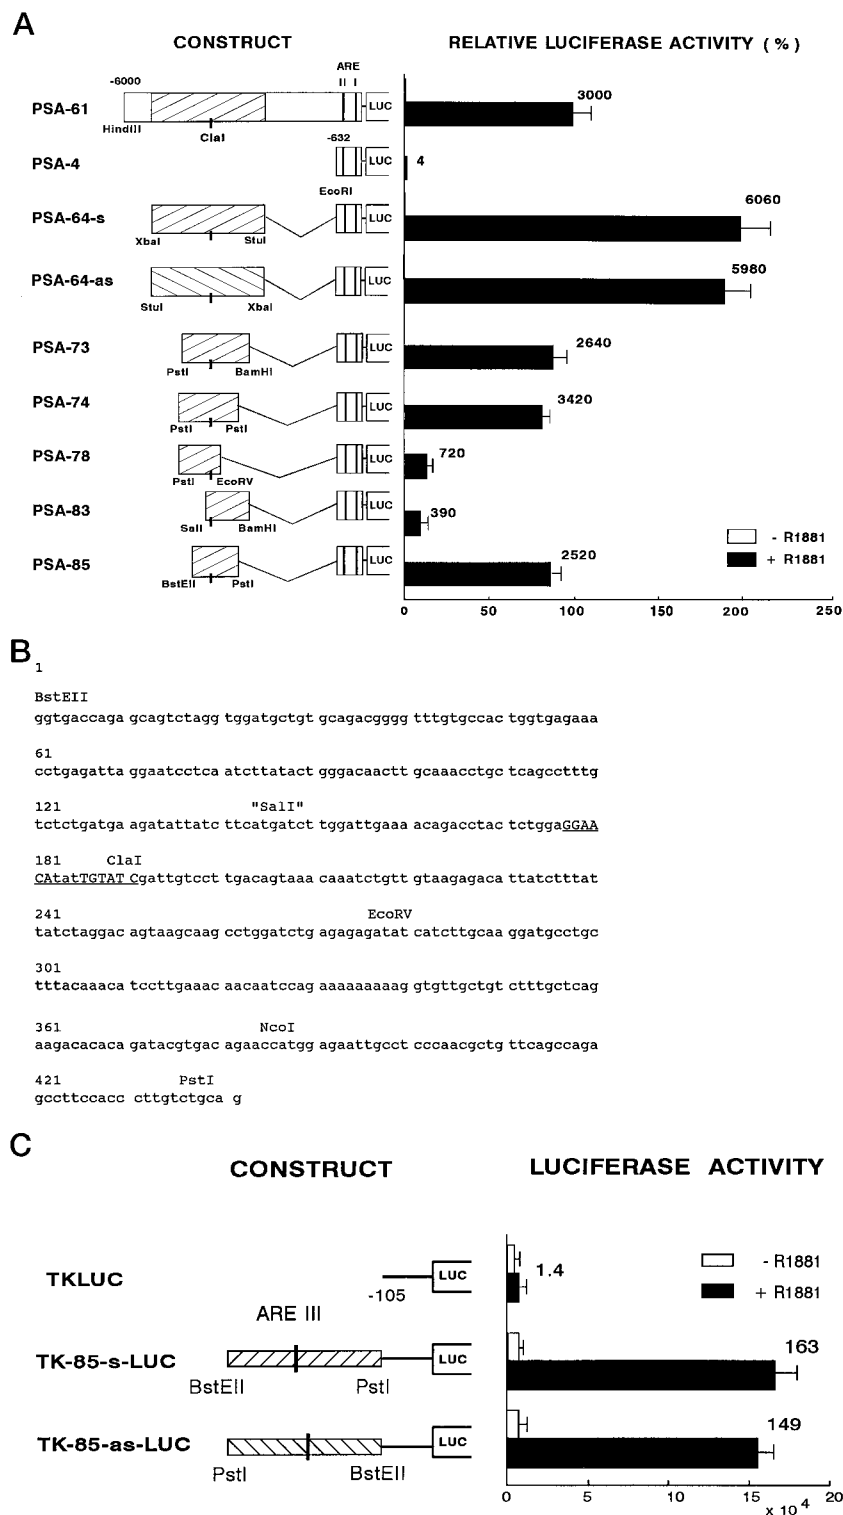 A
CONSTRUCT
RELATIVE LUCIFERASE ACTIVITY ( % )
ARE
-6000
II I
PSA-61
LUC
3000
HindIII
ClaI
-632
PSA-4
LUC
4
EcoRI
PSA-64-s
LUC
6060
XbaI
StuI
PSA-64-as
LUC
5980
StuI
XbaI
PSA-73
LUC
2640
PstI
BamHI
PSA-74
LUC
3420
PstI
PstI
PSA-78
LUC
720
PstI
EcoRV
PSA-83
LUC
390
SalI
BamHI
- R1881
PSA-85
LUC
2520
+ R1881
BstEII
PstI
0 50 100 150 200 250
B
1
BstEII
ggtgaccaga gcagtctagg tggatgctgt gcagacgggg tttgtgccac tggtgagaaa
61
cctgagatta ggaatcctca atcttatact gggacaactt gcaaacctgc tcagcctttg
121 "SalI"
tctctgatga agatattatc ttcatgatct tggattgaaa acagacctac tctggaGGAA
181 ClaI
CAtatTGTAT Cgattgtcct tgacagtaaa caaatctgtt gtaagagaca ttatctttat
241 EcoRV
tatctaggac agtaagcaag cctggatctg agagagatat catcttgcaa ggatgcctgc
301
tttacaaaca tccttgaaac aacaatccag aaaaaaaaag gtgttgctgt ctttgctcag
361 NcoI
aagacacaca gatacgtgac agaaccatgg agaattgcct cccaacgctg ttcagccaga
421 PstI
gccttccacc cttgtctgca g
C
CONSTRUCT
LUCIFERASE ACTIVITY
- R1881
TKLUC
LUC
1.4
+ R1881
-105
ARE III
TK-85-s-LUC
LUC
163
BstEII
PstI
TK-85-as-LUC
LUC
149
PstI
BstEII
0 5 10 15 20
x 10 4